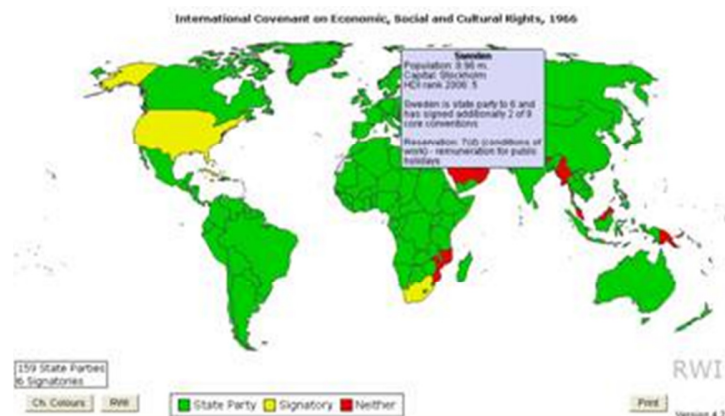 International Covenant on Economic, Social and Cultural Rights, 1966
Sweden
Population: 8.96 m.
Capital: Stockholm
HDI rank 2006: 5
Sweden is state party to 6 and
has signed additionally 2 of 9
core conventions
Reservation: 7(d) (conditions of
work) - remuneration for public
holidays
159 State Parties
6 Signatories
Ch. Colours
RWI
State Party
Signatory
Neither
RWI
Print